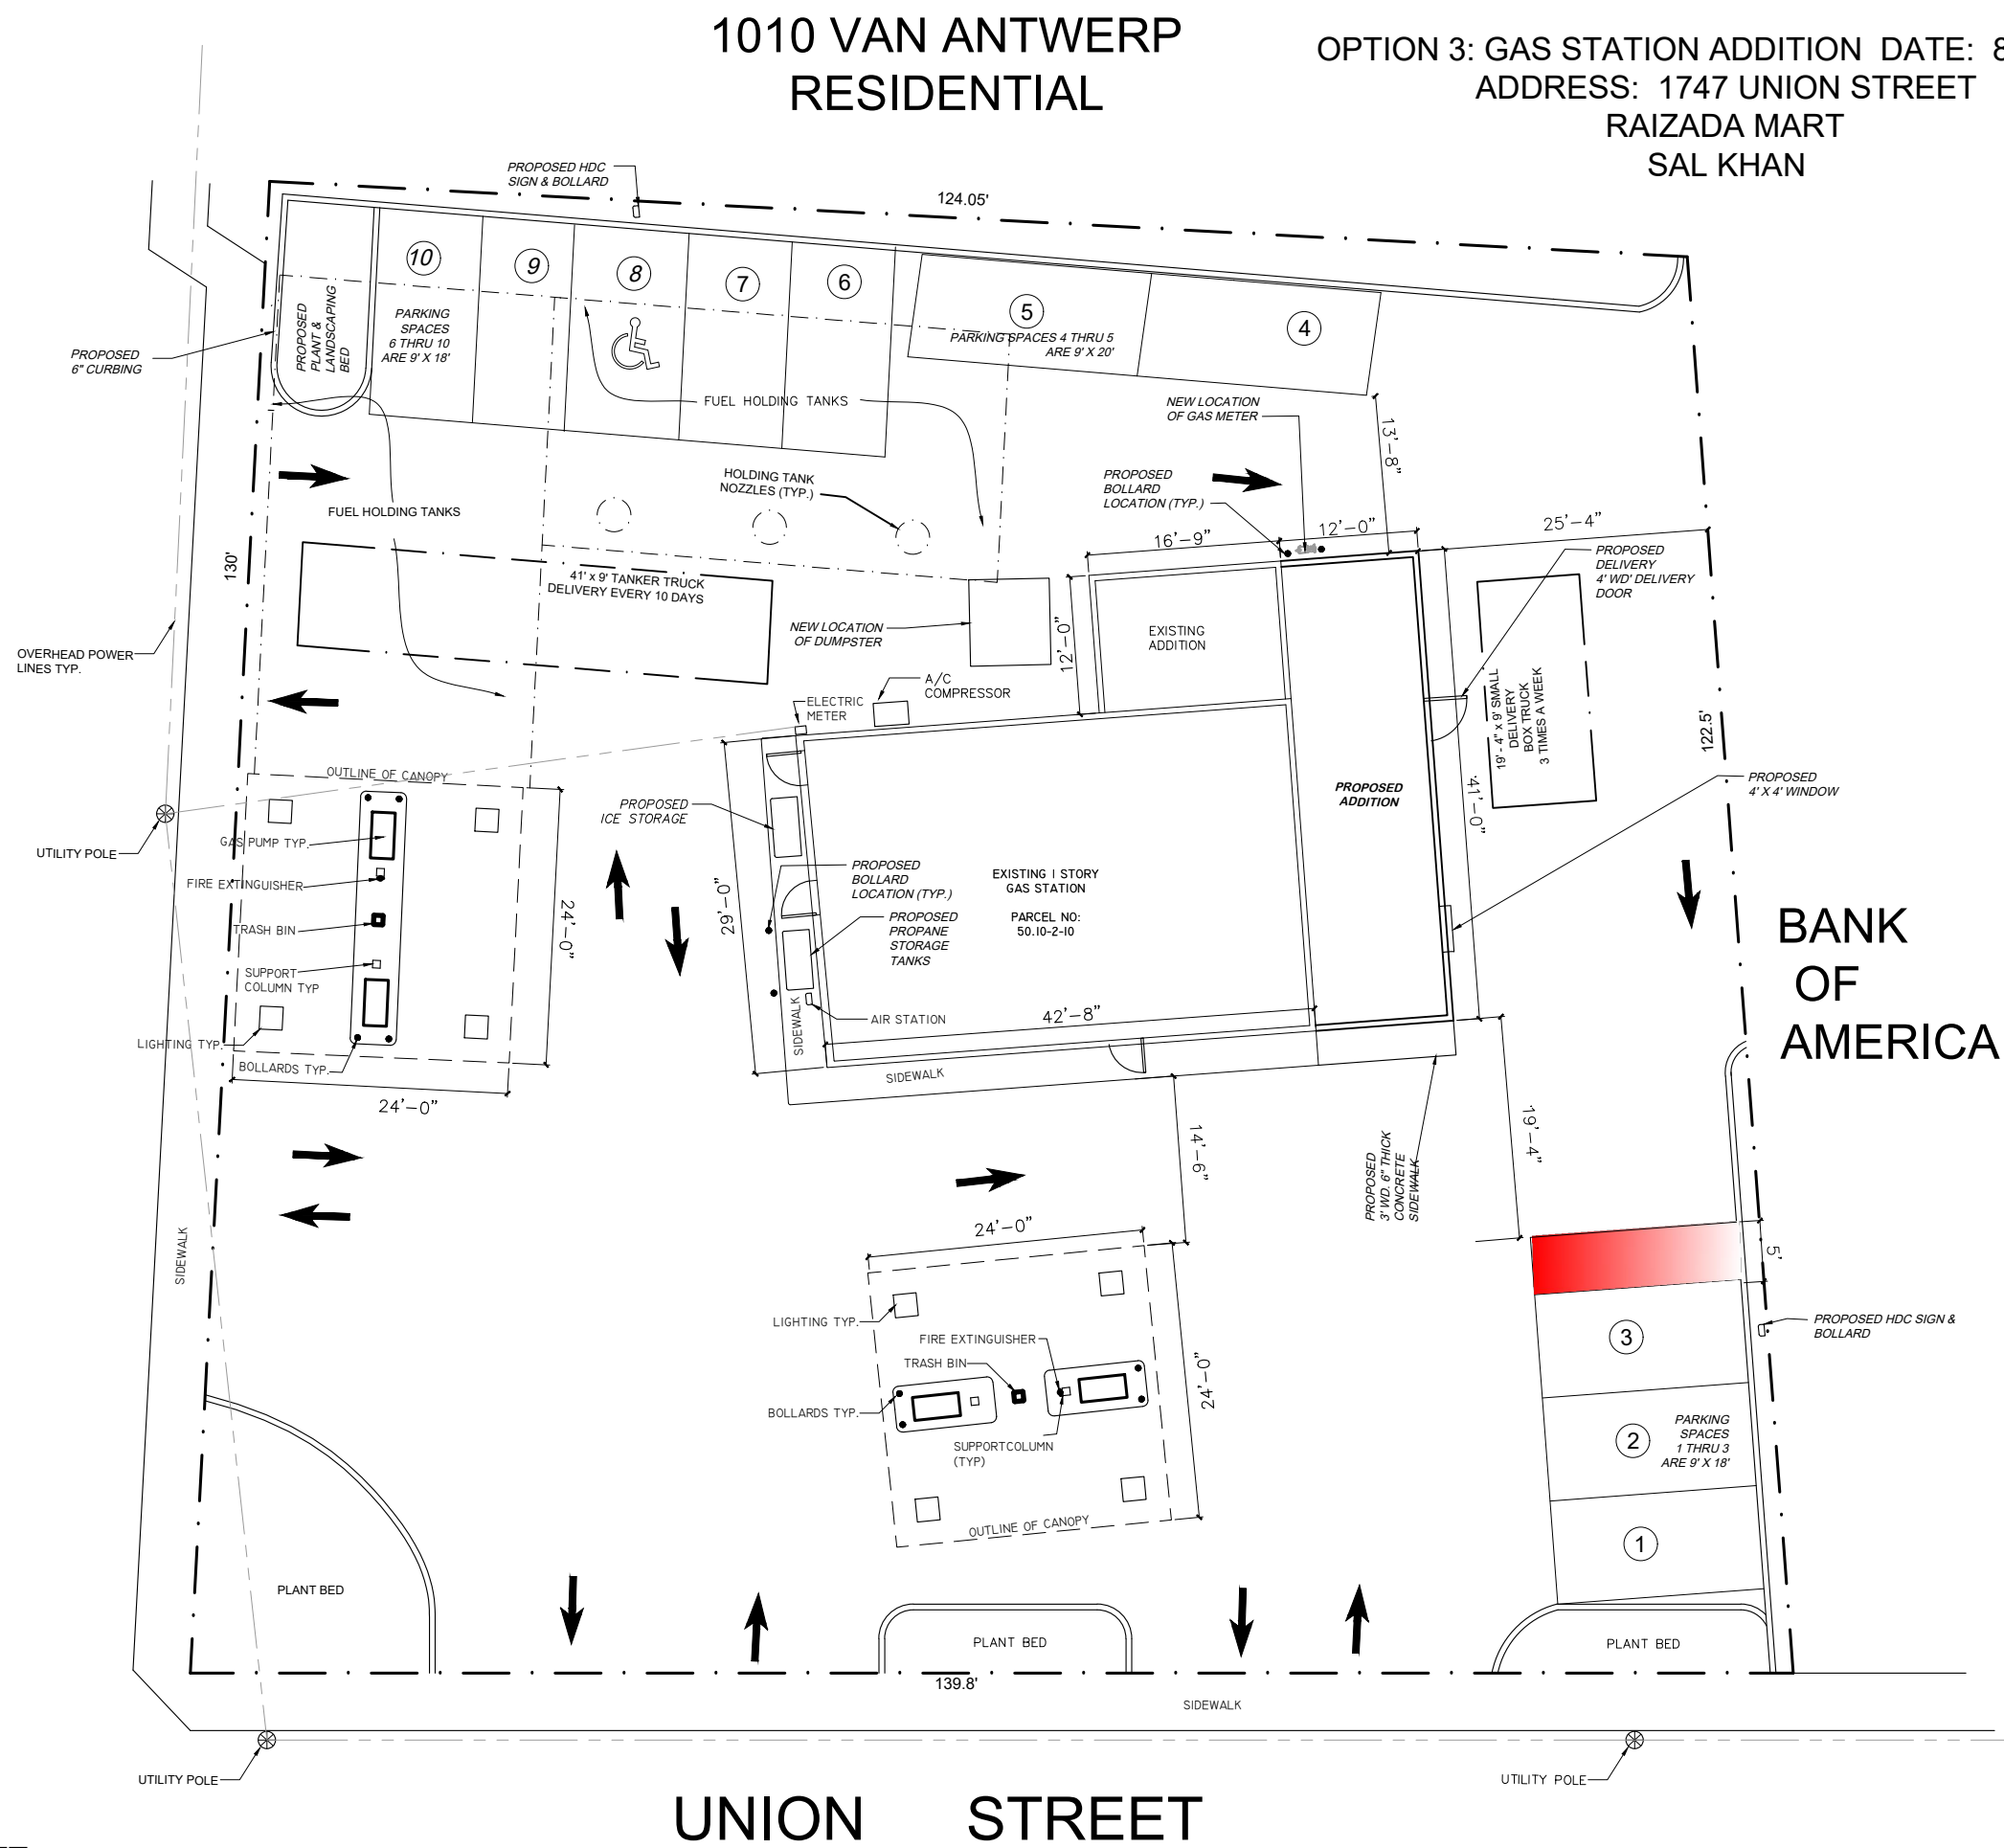 1010 VAN ANTWERP
RESIDENTIAL
OPTION 3: GAS STATION ADDITION DATE: 8
ADDRESS: 1747 UNION STREET
RAIZADA MART
SAL KHAN
PROPOSED HDC
SIGN & BOLLARD
124.05'
10
9
8
7
6
5
4
PARKING
SPACES
6 THRU 10
ARE 9' X 18'
PROPOSED
PLANT &
LANDSCAPING
BED
PARKING SPACES 4 THRU 5
ARE 9' X 20'
PROPOSED
6" CURBING
FUEL HOLDING TANKS
NEW LOCATION
OF GAS METER
13'-8"
HOLDING TANK
NOZZLES (TYP.)
PROPOSED
BOLLARD
LOCATION (TYP.)
FUEL HOLDING TANKS
130'
16'-9"
12'-0"
25'-4"
PROPOSED
DELIVERY
4' WD' DELIVERY
DOOR
41' x 9' TANKER TRUCK
DELIVERY EVERY 10 DAYS
NEW LOCATION
OF DUMPSTER
12'-0"
EXISTING
ADDITION
OVERHEAD POWER
LINES TYP.
A/C
COMPRESSOR
ELECTRIC
METER
19' - 4" x 9' SMALL
DELIVERY
BOX TRUCK
3 TIMES A WEEK
122.5'
OUTLINE OF CANOPY
PROPOSED
ICE STORAGE
PROPOSED
ADDITION
41'-0"
PROPOSED
4' X 4' WINDOW
GAS PUMP TYP.
UTILITY POLE
FIRE EXTINGUISHER
TRASH BIN
SUPPORT
COLUMN TYP
24'-0"
29'-0"
PROPOSED
BOLLARD
LOCATION (TYP.)
PROPOSED
PROPANE
STORAGE
TANKS
EXISTING I STORY
GAS STATION
PARCEL NO:
50.10-2-10
BANK
OF
AMERICA
LIGHTING TYP.
BOLLARDS TYP.
24'-0"
SIDEWALK
AIR STATION
42'-8"
SIDEWALK
14'-6"
19'-4"
PROPOSED
3' WD. 6" THICK
CONCRETE
SIDEWALK
SIDEWALK
24'-0"
5'
LIGHTING TYP.
FIRE EXTINGUISHER
TRASH BIN
BOLLARDS TYP.
SUPPORTCOLUMN
(TYP)
24'-0"
OUTLINE OF CANOPY
3
PROPOSED HDC SIGN &
BOLLARD
2
PARKING
SPACES
1 THRU 3
ARE 9' X 18'
1
PLANT BED
PLANT BED
PLANT BED
139.8'
SIDEWALK
UTILITY POLE
UTILITY POLE
UNION STREET